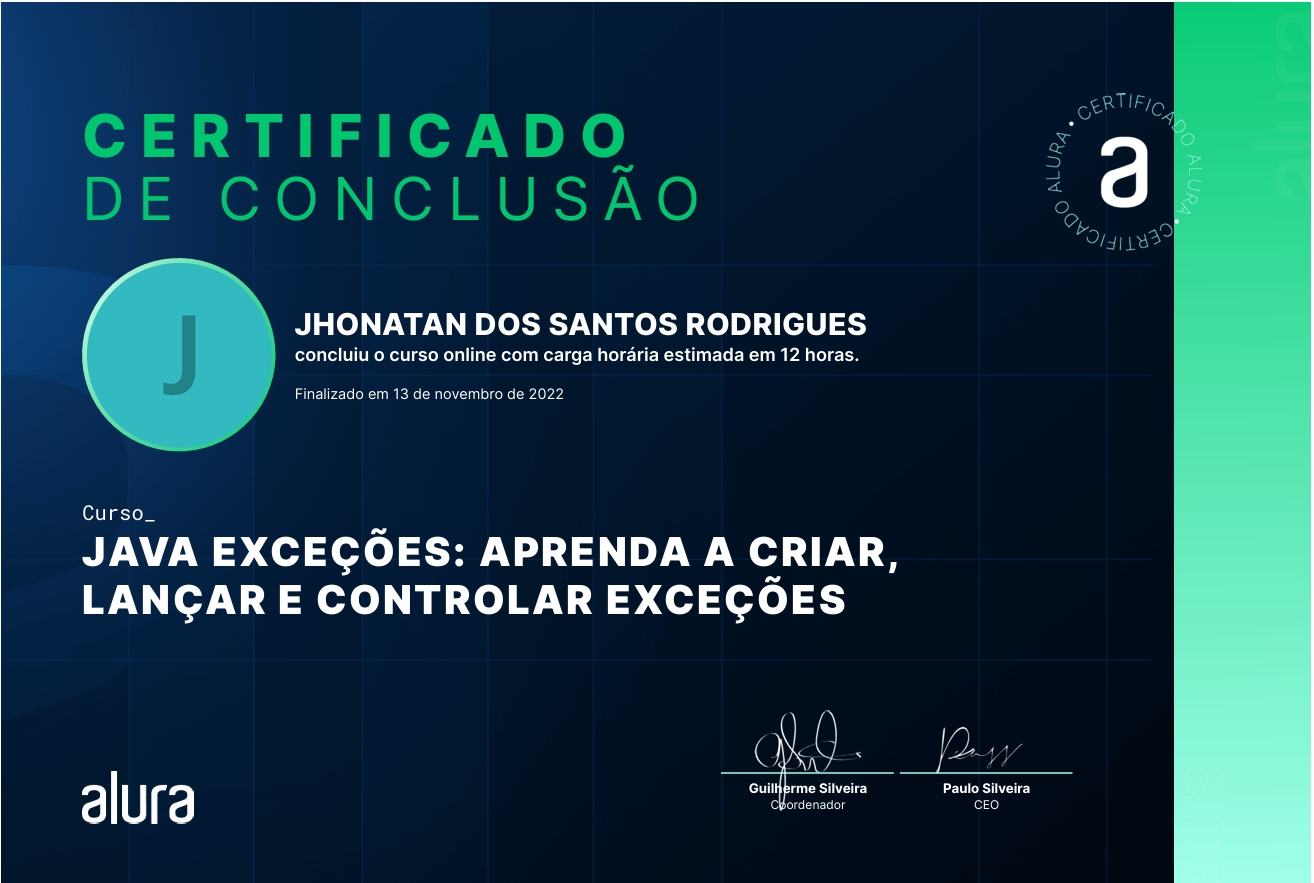 CERTIFICADO
DE CONCLUSÃO
CERTIFICADO ALURA • CERTIFICADO ALURA •
a
J
JHONATAN DOS SANTOS RODRIGUES
concluiu o curso online com carga horária estimada em 12 horas.
Finalizado em 13 de novembro de 2022
Curso_
JAVA EXCEÇÕES: APRENDA A CRIAR,
LANÇAR E CONTROLAR EXCEÇÕES
alura
Guilherme Silveira
Coordenador
Paulo Silveira
CEO
alura
alura